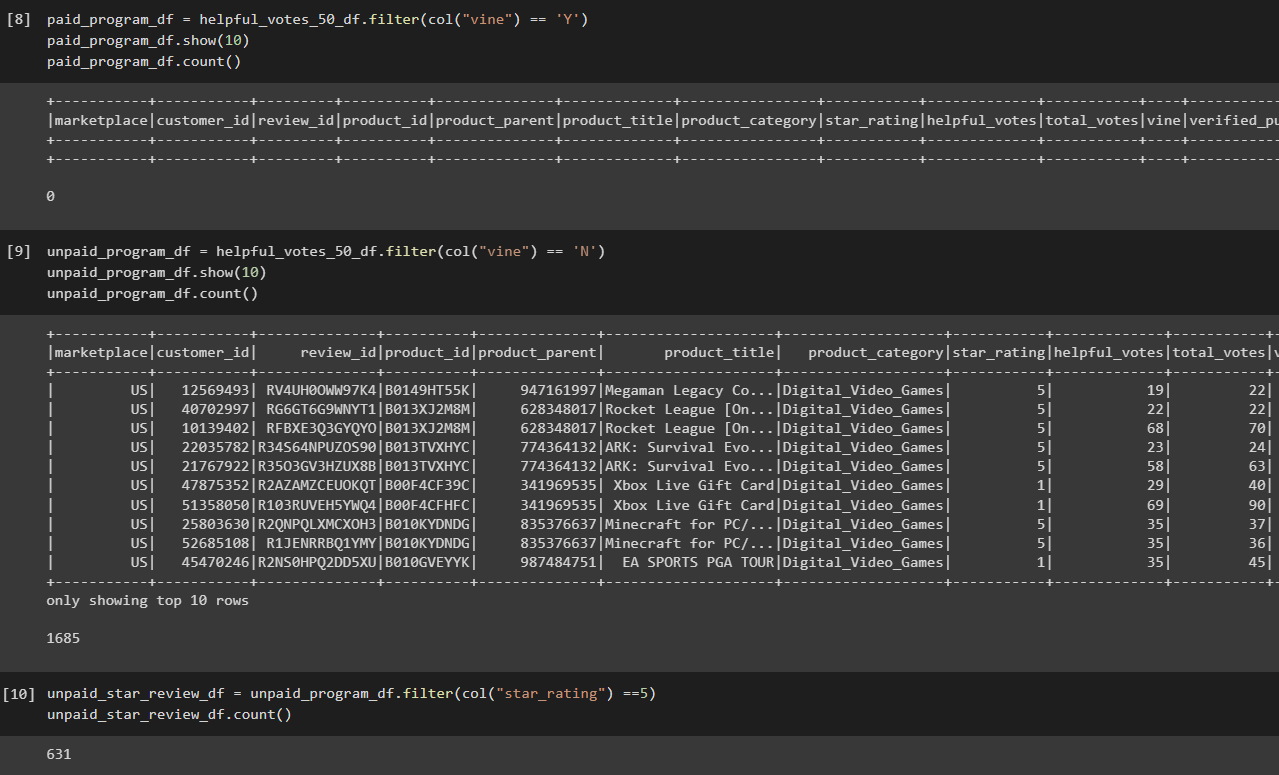 [8] paid_program_df = helpful_votes_50_df.filter(col("vine") == 'Y')
paid_program_df.show(10)
paid_program_df.count()
+-----------+-----------+---------+----------+--------------+-------------+----------------+-----------+-------------+-----------+----+-----------
|marketplace|customer_id|review_id|product_id|product_parent|product_title|product_category|star_rating|helpful_votes|total_votes|vine|verified_pu
+-----------+-----------+---------+----------+--------------+-------------+----------------+-----------+-------------+-----------+----+-----------
+-----------+-----------+---------+----------+--------------+-------------+----------------+-----------+-------------+-----------+----+-----------
0
[9] unpaid_program_df = helpful_votes_50_df.filter(col("vine") == 'N')
unpaid_program_df.show(10)
unpaid_program_df.count()
+-----------+-----------+--------------+----------+--------------+--------------------+-------------------+-----------+-------------+-----------+
|marketplace|customer_id|     review_id|product_id|product_parent|       product_title|   product_category|star_rating|helpful_votes|total_votes|v
+-----------+-----------+--------------+----------+--------------+--------------------+-------------------+-----------+-------------+-----------+
|         US|   12569493| RV4UH0OWW97K4|B0149HT55K|     947161997|Megaman Legacy Co...|Digital_Video_Games|          5|           19|         22|
|         US|   40702997| RG6GT6G9WNYT1|B013XJ2M8M|     628348017|Rocket League [On...|Digital_Video_Games|          5|           22|         22|
|         US|   10139402| RFBXE3Q3GYQYO|B013XJ2M8M|     628348017|Rocket League [On...|Digital_Video_Games|          5|           68|         70|
|         US|   22035782|R34S64NPUZOS90|B013TVXHYC|     774364132|ARK: Survival Evo...|Digital_Video_Games|          5|           23|         24|
|         US|   21767922|R35O3GV3HZUX8B|B013TVXHYC|     774364132|ARK: Survival Evo...|Digital_Video_Games|          5|           58|         63|
|         US|   47875352|R2AZAMZCEUOKQT|B00F4CF39C|     341969535| Xbox Live Gift Card|Digital_Video_Games|          1|           29|         40|
|         US|   51358050|R103RUVEH5YWQ4|B00F4CFHFC|     341969535| Xbox Live Gift Card|Digital_Video_Games|          1|           69|         90|
|         US|   25803630|R2QNPQLXMCXOH3|B010KYDNDG|     835376637|Minecraft for PC/...|Digital_Video_Games|          5|           35|         37|
|         US|   52685108| R1JENRRBQ1YMY|B010KYDNDG|     835376637|Minecraft for PC/...|Digital_Video_Games|          5|           35|         36|
|         US|   45470246|R2NS0HPQ2DD5XU|B010GVEYYK|     987484751|  EA SPORTS PGA TOUR|Digital_Video_Games|          1|           35|         45|
+-----------+-----------+--------------+----------+--------------+--------------------+-------------------+-----------+-------------+-----------+
only showing top 10 rows
1685
[10] unpaid_star_review_df = unpaid_program_df.filter(col("star_rating") ==5)
unpaid_star_review_df.count()
631